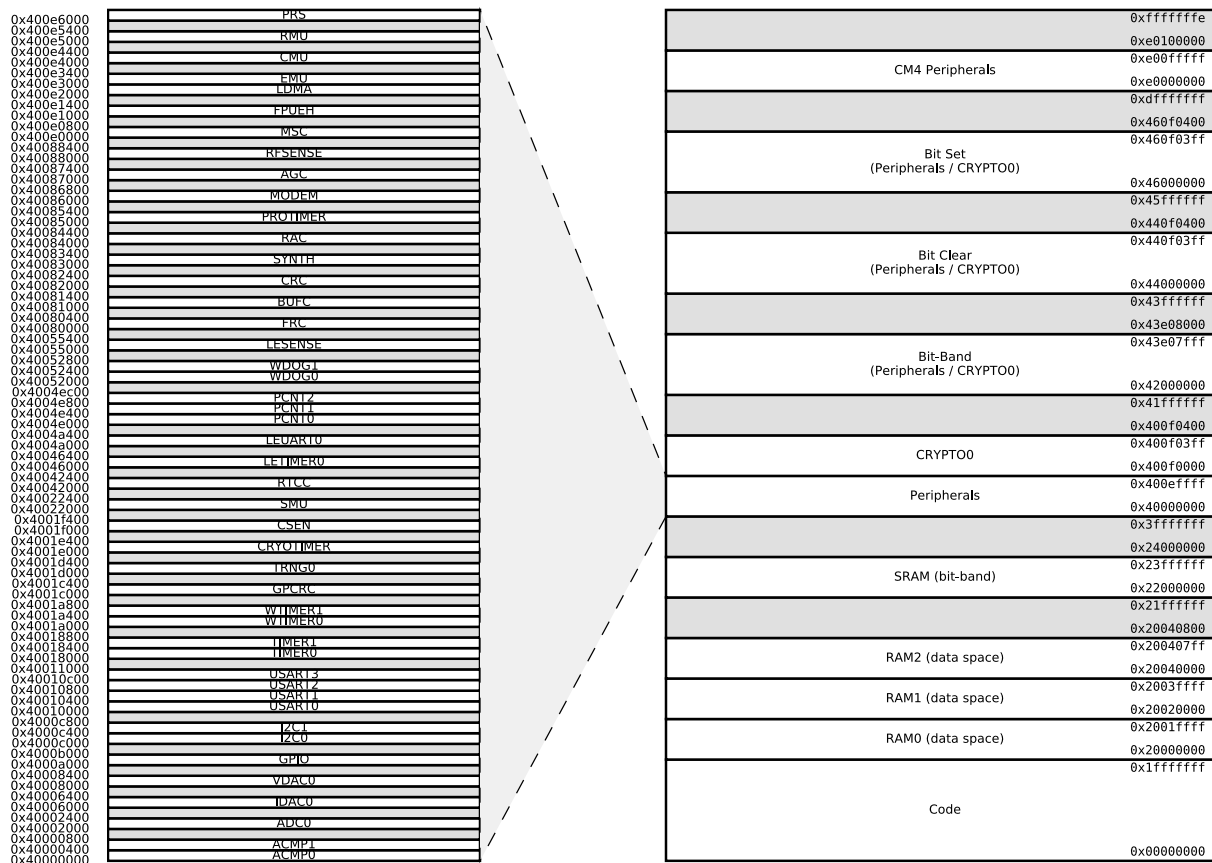 0x400e6000
PRS
0x400e5400
0x400e5000
RMU
0x400e4400
0x400e4000
CMU
0x400e3400
0x400e3000
EMU
0x400e2000
LDMA
0x400e1400
0x400e1000
FPUEH
0x400e0800
0x400e0000
MSC
0x40088400
0x40088000
RFSENSE
0x40087400
0x40087000
AGC
0x40086800
0x40086000
MODEM
0x40085400
0x40085000
PROTIMER
0x40084400
0x40084000
RAC
0x40083400
0x40083000
SYNTH
0x40082400
0x40082000
CRC
0x40081400
0x40081000
BUFC
0x40080400
0x40080000
FRC
0x40055400
0x40055000
LESENSE
0x40052800
0x40052400
WDOG1
0x40052000
WDOG0
0x4004ec00
0x4004e800
PCNT2
0x4004e400
PCNT1
0x4004e000
PCNT0
0x4004a400
0x4004a000
LEUART0
0x40046400
0x40046000
LETIMER0
0x40042400
0x40042000
RTCC
0x40022400
0x40022000
SMU
0x4001f400
0x4001f000
CSEN
0x4001e400
0x4001e000
CRYOTIMER
0x4001d400
0x4001d000
TRNG0
0x4001c400
0x4001c000
GPCRC
0x4001a800
0x4001a400
WTIMER1
0x4001a000
WTIMER0
0x40018800
0x40018400
TIMER1
0x40018000
TIMER0
0x40011000
0x40010c00
USART3
0x40010800
USART2
0x40010400
USART1
0x40010000
USART0
0x4000c800
0x4000c400
I2C1
0x4000c000
I2C0
0x4000b000
0x4000a000
GPIO
0x40008400
0x40008000
VDAC0
0x40006400
0x40006000
IDAC0
0x40002400
0x40002000
ADC0
0x40000800
0x40000400
ACMP1
0x40000000
ACMP0
0xfffffffe
0xe0100000
0xe00fffff
CM4 Peripherals
0xe0000000
0xdfffffff
0x460f0400
0x460f03ff
Bit Set
(Peripherals / CRYPTO0)
0x46000000
0x45ffffff
0x440f0400
0x440f03ff
Bit Clear
(Peripherals / CRYPTO0)
0x44000000
0x43ffffff
0x43e08000
0x43e07fff
Bit-Band
(Peripherals / CRYPTO0)
0x42000000
0x41ffffff
0x400f0400
0x400f03ff
CRYPTO0
0x400f0000
0x400effff
Peripherals
0x40000000
0x3fffffff
0x24000000
0x23ffffff
SRAM (bit-band)
0x22000000
0x21ffffff
0x20040800
0x200407ff
RAM2 (data space)
0x20040000
0x2003ffff
RAM1 (data space)
0x20020000
0x2001ffff
RAM0 (data space)
0x20000000
0x1fffffff
Code
0x00000000